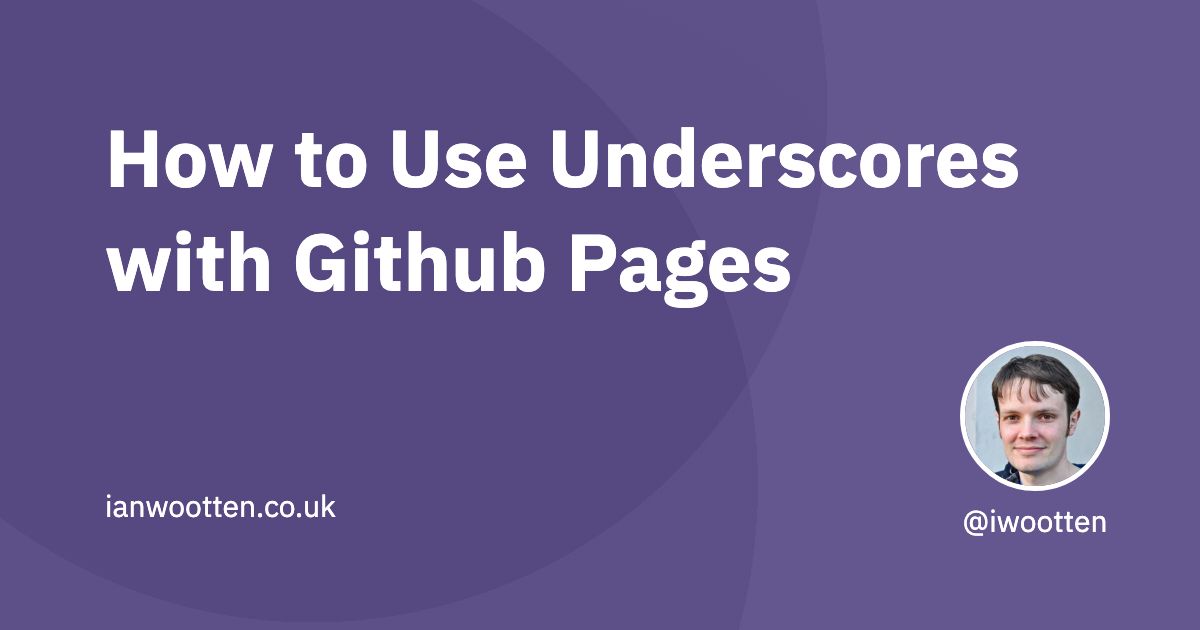 How to Use Underscores
with Github Pages
ianwootten.co.uk
@iwootten